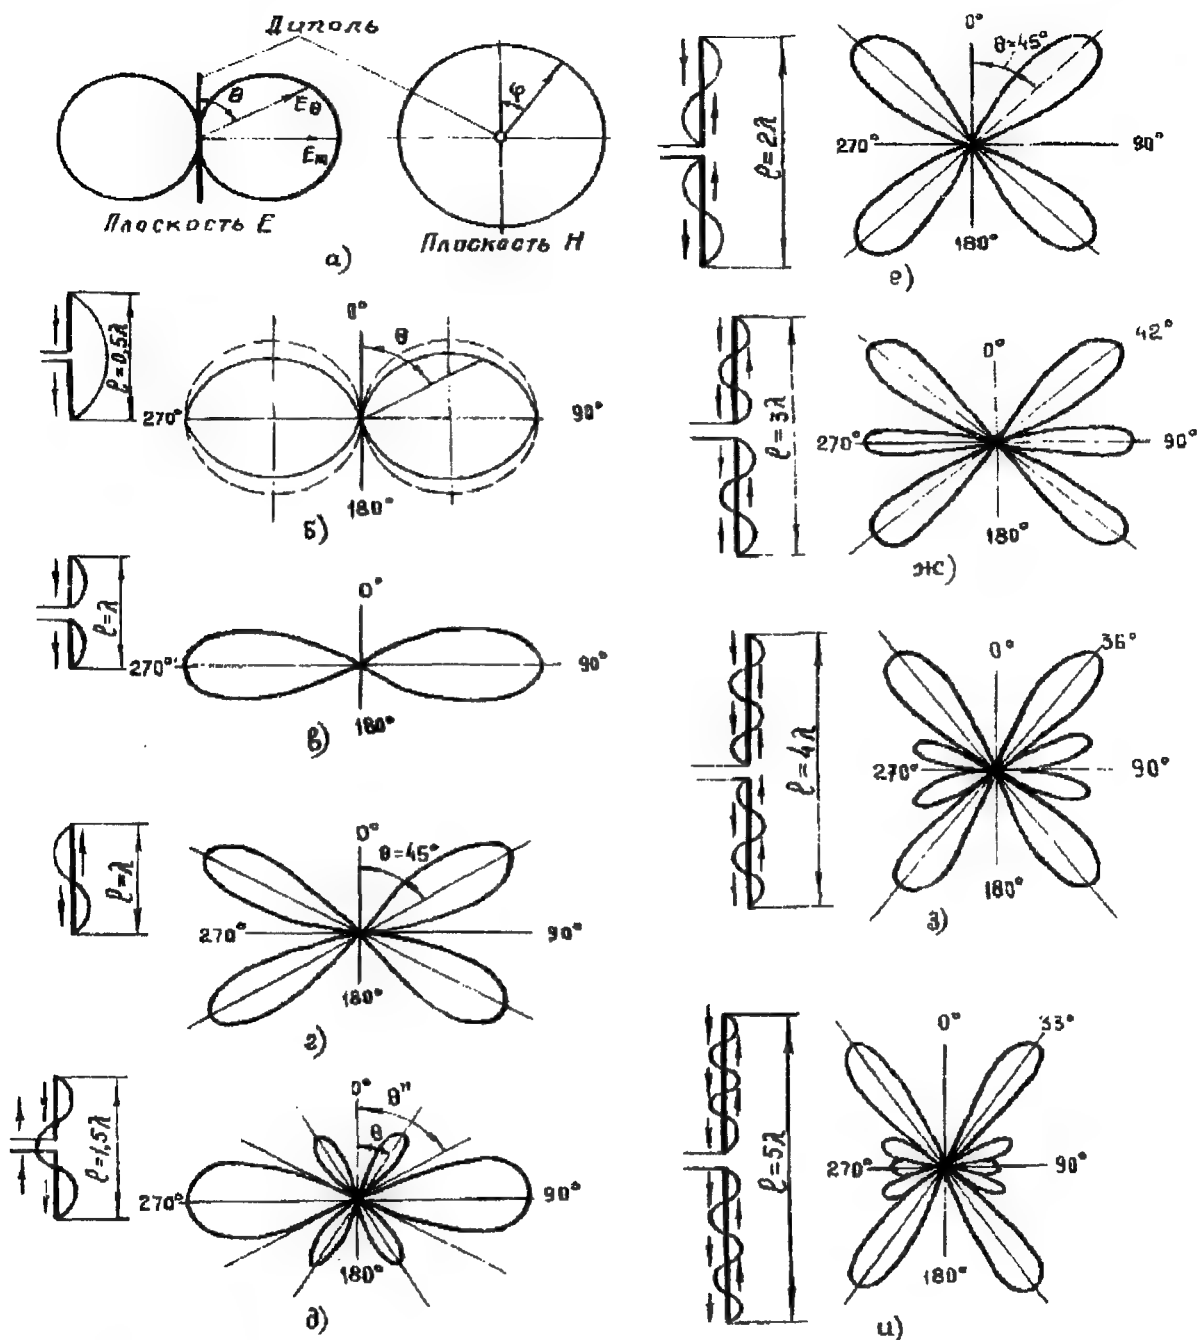 Диполь
θ
Eθ
Em
φ
Плоскость E
Плоскость H
а)
ℓ=0,5λ
0°
θ
270°
90°
180°
б)
ℓ=λ
0°
270°
90°
180°
в)
ℓ=λ
0°
θ=45°
270°
90°
180°
г)
ℓ=1,5λ
0°
θ"
θ
270°
90°
180°
д)
ℓ=2λ
0°
θ=45°
270°
90°
180°
е)
ℓ=3λ
0°
42°
270°
90°
180°
ж)
ℓ=4λ
0°
36°
270°
90°
180°
з)
ℓ=5λ
0°
33°
270°
90°
180°
и)